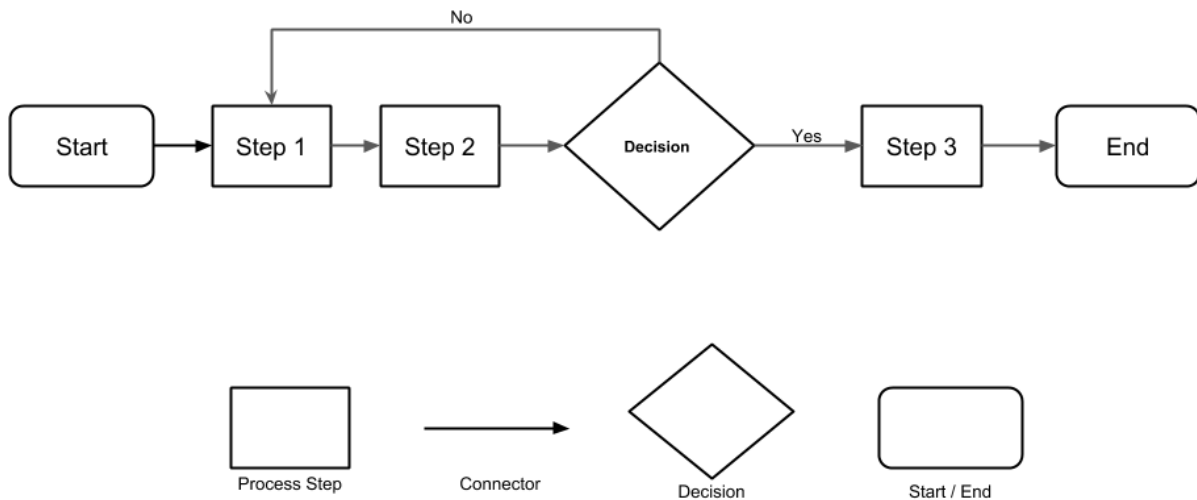 No
Start
Step 1
Step 2
Decision
Yes
Step 3
End
Process Step
Connector
Decision
Start / End